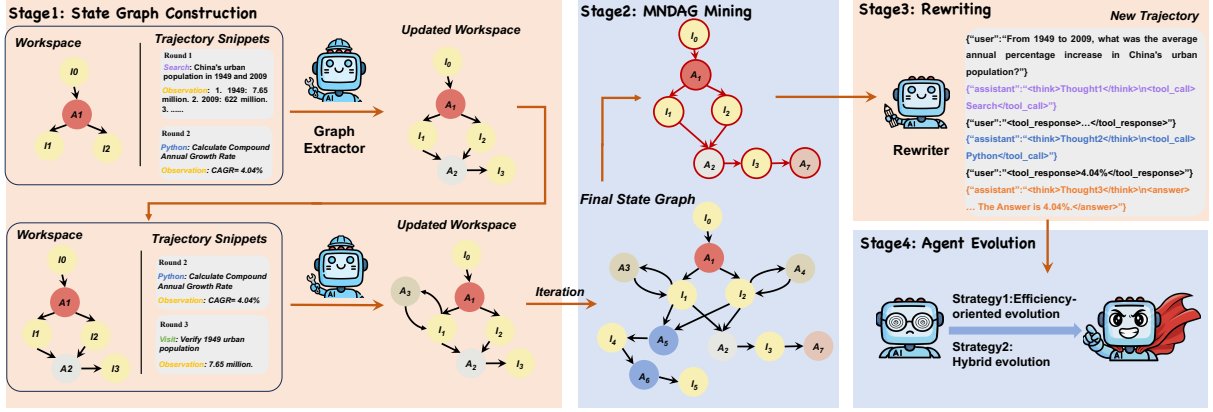 Stage1: State Graph Construction
Workspace
I0
A1
I1
I2
Trajectory Snippets
Round 1
Search: China's urban
population in 1949 and 2009
Observation: 1. 1949: 7.65
million. 2. 2009: 622 million.
3. ......
Round 2
Python: Calculate Compound
Annual Growth Rate
Observation: CAGR= 4.04%
AI
Graph
Extractor
Updated Workspace
I0
A1
I1
I2
A2
I3
Workspace
I0
A1
I1
I2
A2
I3
Trajectory Snippets
Round 2
Python: Calculate Compound
Annual Growth Rate
Observation: CAGR= 4.04%
Round 3
Visit: Verify 1949 urban
population
Observation: 7.65 million.
AI
Updated Workspace
I0
A3
A1
I1
I2
A2
I3
Iteration
Stage2: MNDAG Mining
I0
A1
I1
I2
A2
I3
A7
Final State Graph
I0
A1
A3
A4
I1
I2
I4
A5
A2
I3
A7
A6
I5
Stage3: Rewriting
New Trajectory
AI
Rewriter
{“user”:“From 1949 to 2009, what was the average
annual percentage increase in China's urban
population?”}
{“assistant”:“<think>Thought1</think>\n<tool_call>
Search</tool_call>”}
{“user”:”<tool_response>…</tool_response>”}
{“assistant”:“<think>Thought2</think>\n<tool_call>
Python</tool_call>”}
{“user”:”<tool_response>4.04%</tool_response>”}
{“assistant”:“<think>Thought3</think>\n<answer>
… The Answer is 4.04%.</answer>”}
Stage4: Agent Evolution
AI
Strategy1:Efficiency-
oriented evolution
Strategy2:
Hybrid evolution
AI